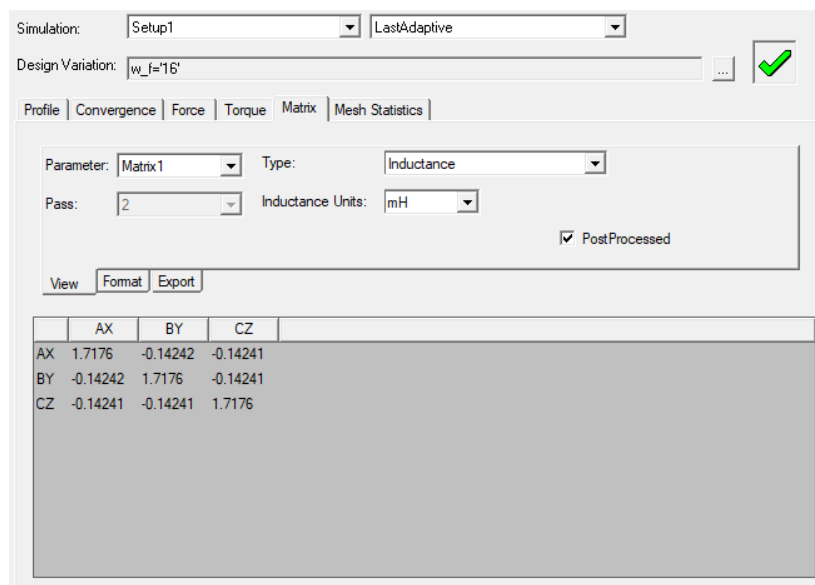 Simulation: Setup1 LastAdaptive
Design Variation: w_f='16' ...
Profile Convergence Force Torque Matrix Mesh Statistics
Parameter: Matrix1 Type: Inductance
Pass: 2 Inductance Units: mH
PostProcessed
View Format Export
AX BY CZ
AX 1.7176 -0.14242 -0.14241
BY -0.14242 1.7176 -0.14241
CZ -0.14241 -0.14241 1.7176